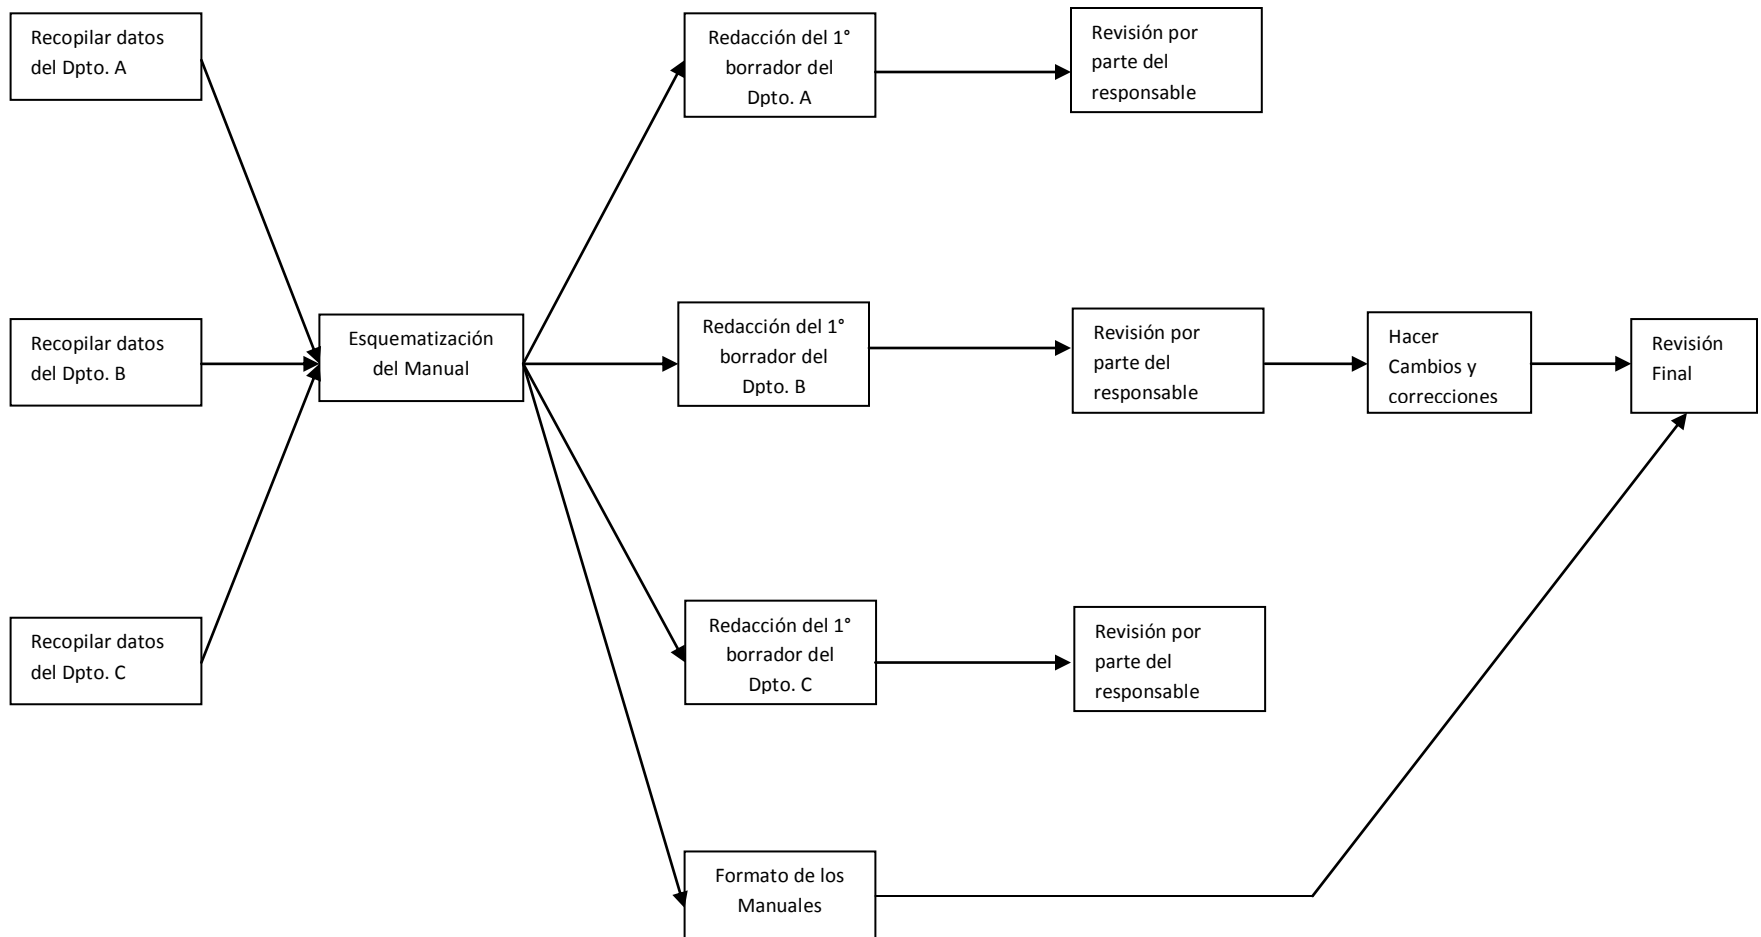 Recopilar datos
del Dpto. A
Redacción del 1°
borrador del
Dpto. A
Revisión por
parte del
responsable
Recopilar datos
del Dpto. B
Esquematización
del Manual
Redacción del 1°
borrador del
Dpto. B
Revisión por
parte del
responsable
Hacer
Cambios y
correcciones
Revisión
Final
Recopilar datos
del Dpto. C
Redacción del 1°
borrador del
Dpto. C
Revisión por
parte del
responsable
Formato de los
Manuales